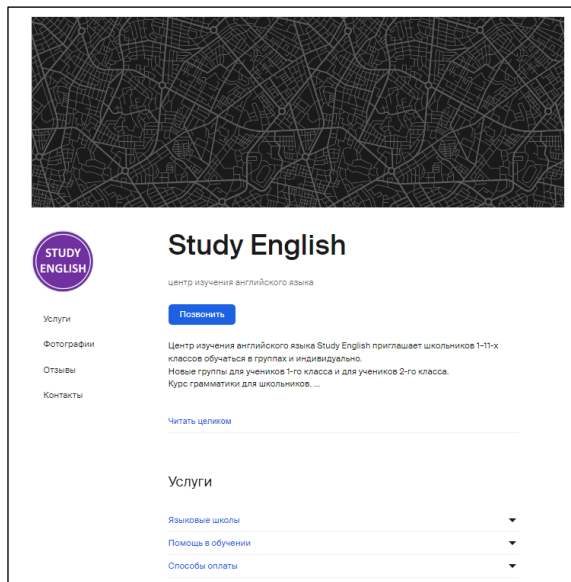 STUDY
ENGLISH
Study English
центр изучения английского языка
Позвонить
Услуги
Фотографии
Отзывы
Контакты
Центр изучения английского языка Study English приглашает школьников 1-11-х
классов обучаться в группах и индивидуально.
Новые группы для учеников 1-го класса и для учеников 2-го класса.
Курс грамматики для школьников. ...
Читать целиком
Услуги
Языковые школы
Помощь в обучении
Способы оплаты